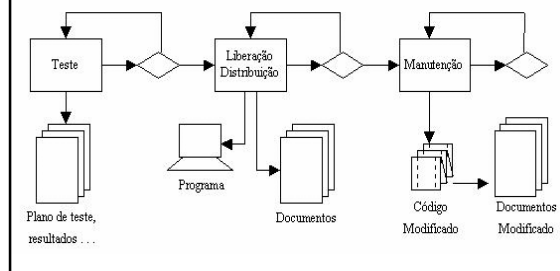 Teste
Liberação
Distribuição
Manutenção
Programa
Plano de teste,
resultados . . .
Documentos
Código
Modificado
Documentos
Modificado